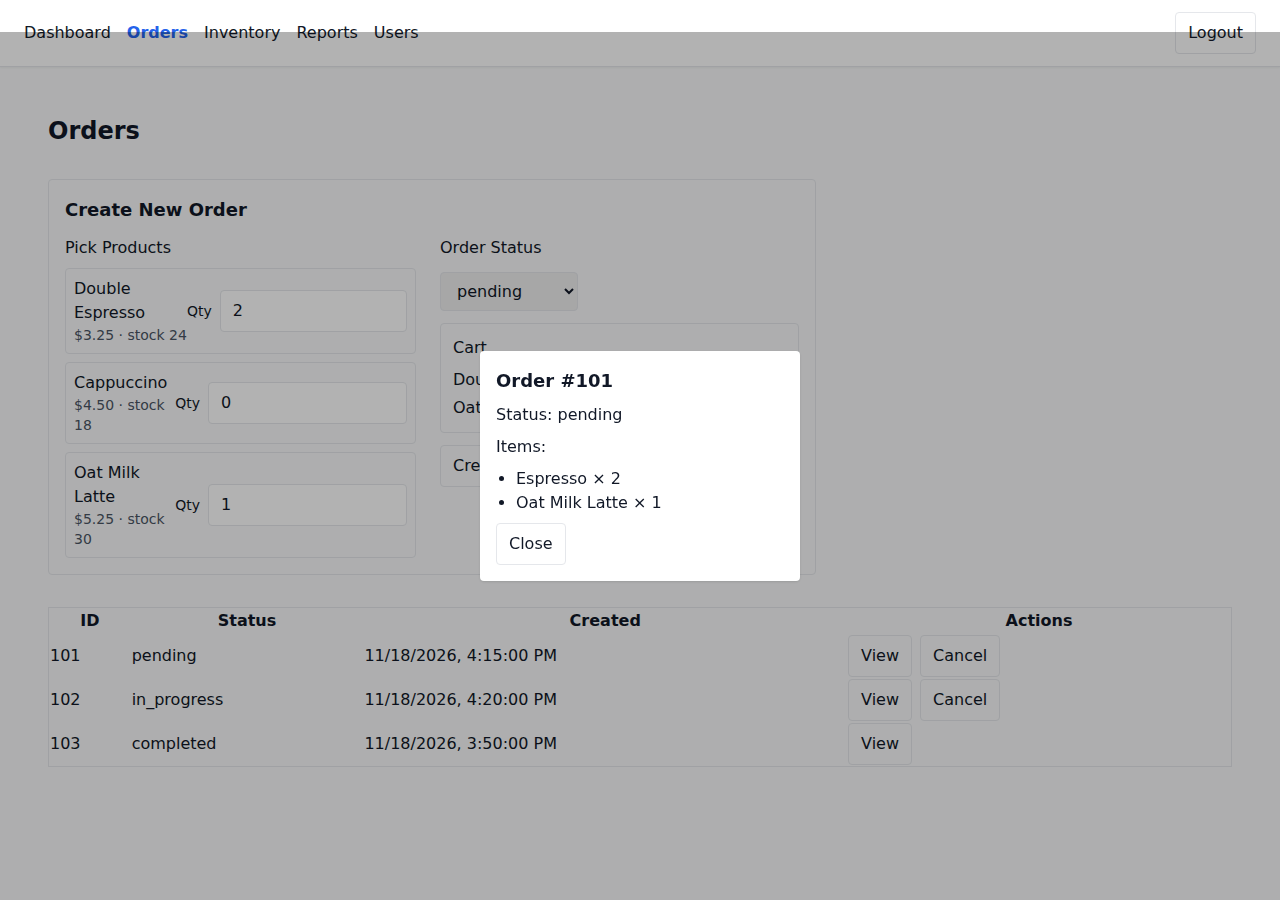 Dashboard Orders Inventory Reports Users Logout
Orders
Create New Order
Pick Products
Double
Espresso
$3.25 · stock 24
Qty 2
Cappuccino
$4.50 · stock
18
Qty 0
Oat Milk
Latte
$5.25 · stock
30
Qty 1
Order Status
pending
Cart
Order #101
Status: pending
Items:
• Espresso × 2
• Oat Milk Latte × 1
Close
ID Status Created Actions
101 pending 11/18/2026, 4:15:00 PM View Cancel
102 in_progress 11/18/2026, 4:20:00 PM View Cancel
103 completed 11/18/2026, 3:50:00 PM View